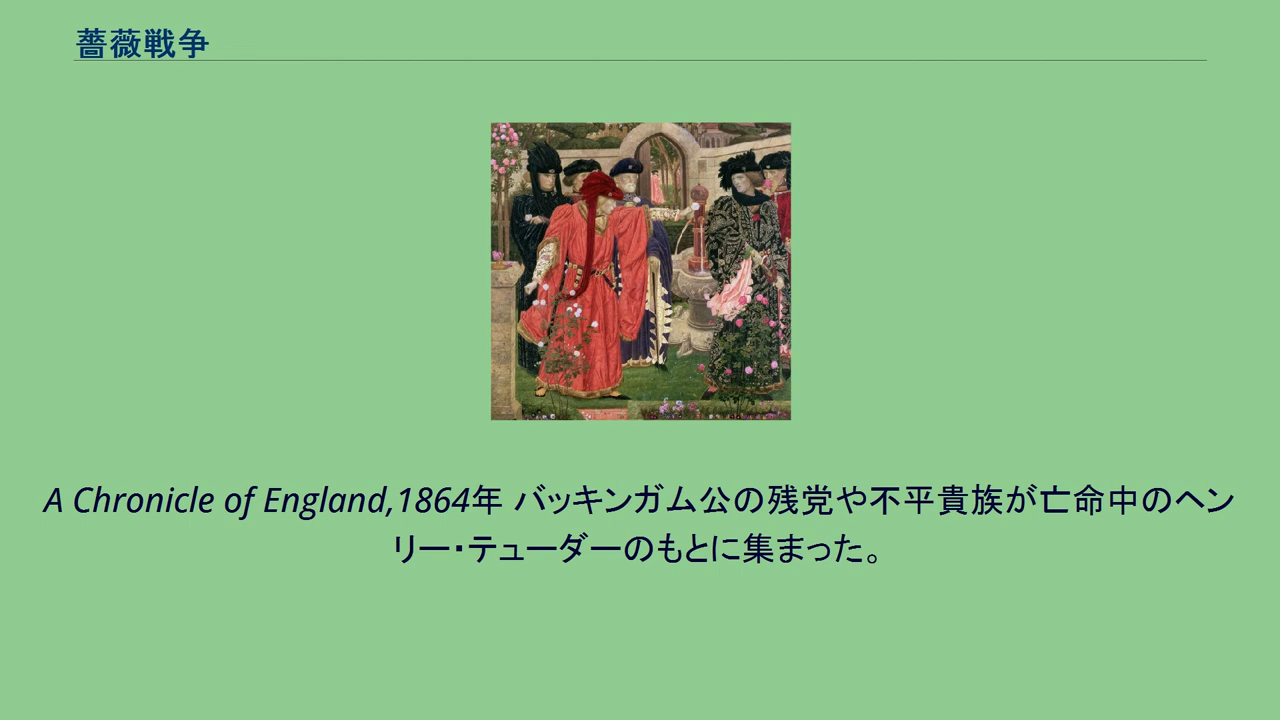 薔薇戦争
A Chronicle of England,1864年 バッキンガム公の残党や不平貴族が亡命中のヘン
リー・テューダーのもとに集まった。